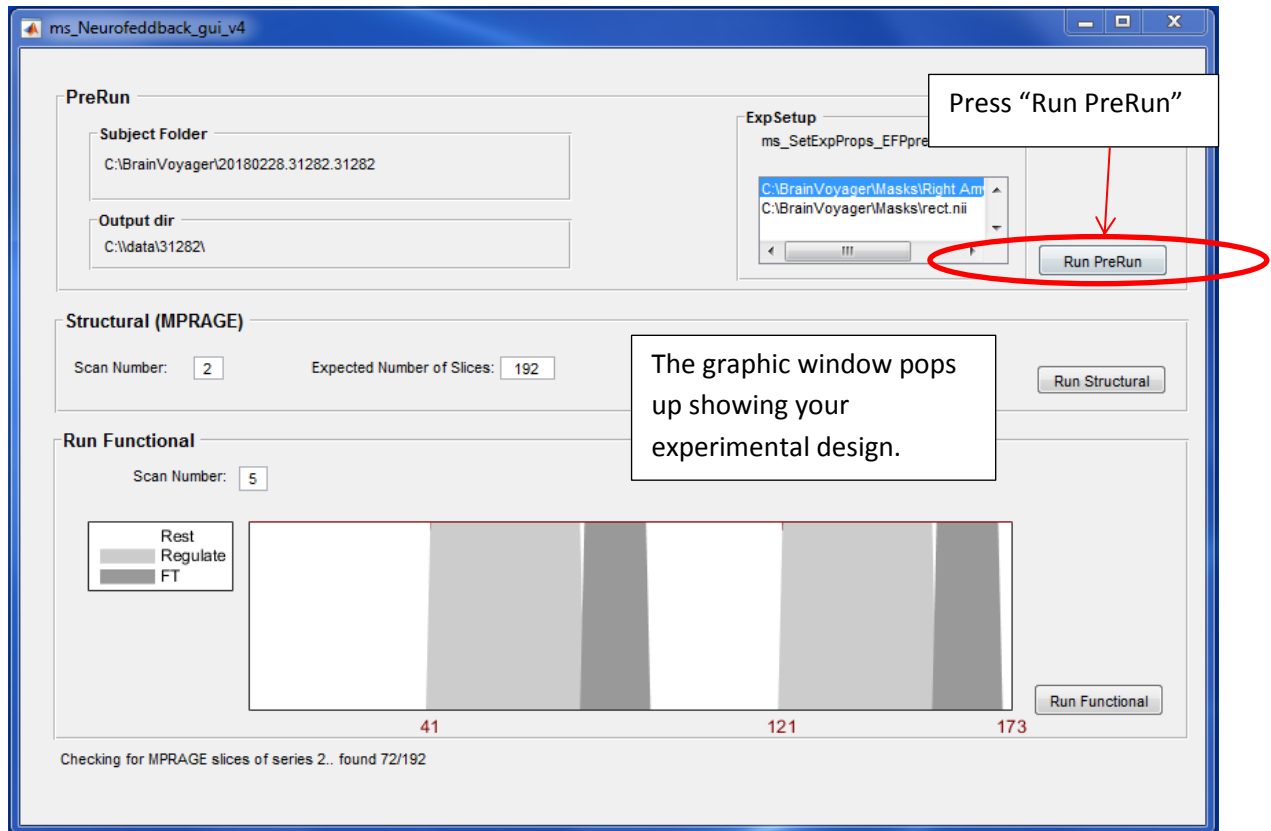 ms_Neurofeddback_gui_v4
PreRun
Subject Folder
C:\BrainVoyager\20180228.31282.31282
Output dir
C:\\data\31282\
ExpSetup
ms_SetExpProps_EFPpre
C:\BrainVoyager\Masks\Right Am
C:\BrainVoyager\Masks\rect.nii
Press “Run PreRun”
Run PreRun
Structural (MPRAGE)
Scan Number: 2
Expected Number of Slices: 192
The graphic window pops
up showing your
experimental design.
Run Structural
Run Functional
Scan Number: 5
Rest
Regulate
FT
41 121 173
Run Functional
Checking for MPRAGE slices of series 2.. found 72/192